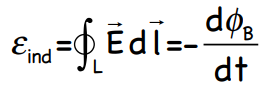 ε_ind = ∮_L E⃗ d l⃗ = - dϕ_B / dt